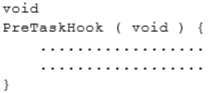 void
PreTaskHook ( void ) {
..................
..................
}